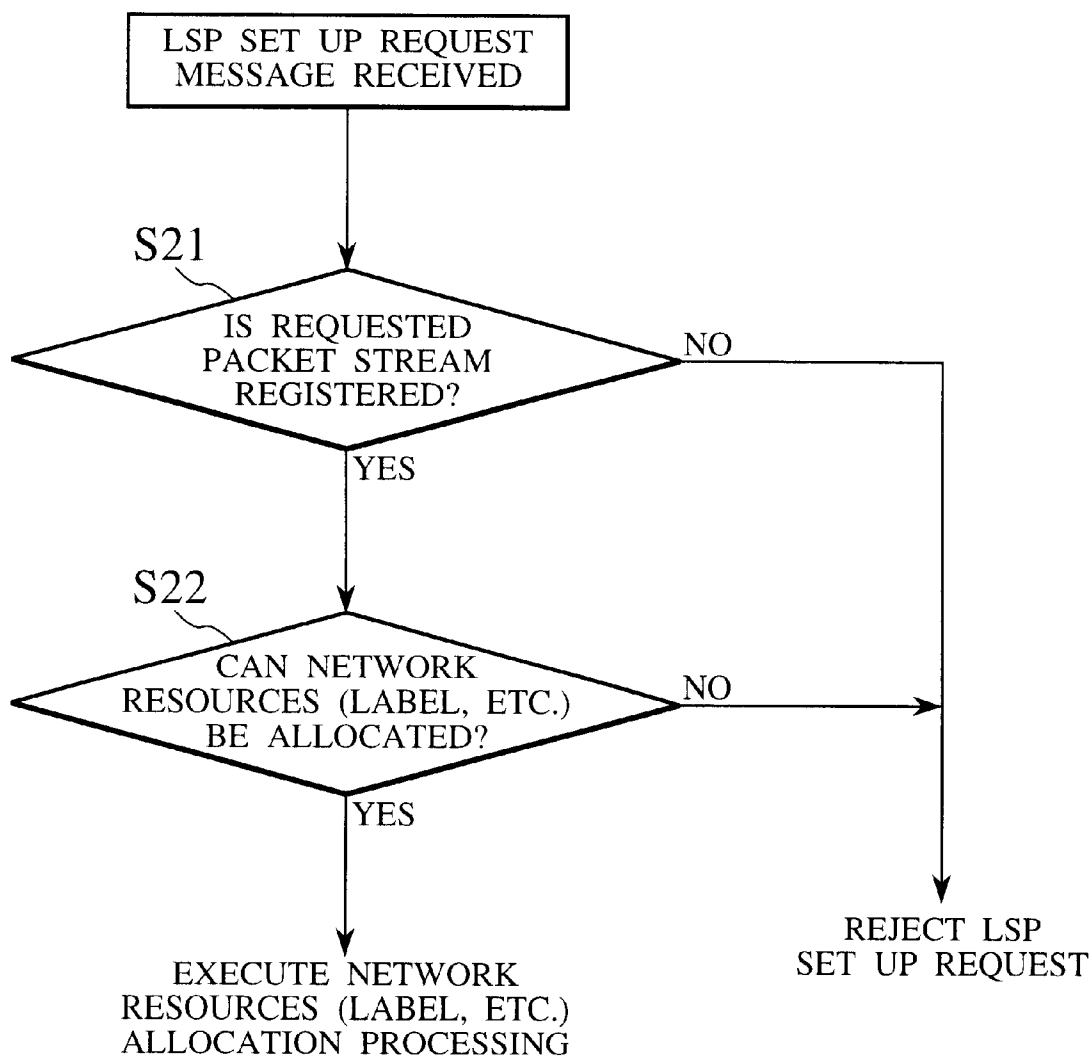 LSP SET UP REQUEST
MESSAGE RECEIVED
S21
IS REQUESTED
PACKET STREAM
REGISTERED?
NO
YES
S22
CAN NETWORK
RESOURCES (LABEL, ETC.)
BE ALLOCATED?
NO
YES
REJECT LSP
SET UP REQUEST
EXECUTE NETWORK
RESOURCES (LABEL, ETC.)
ALLOCATION PROCESSING